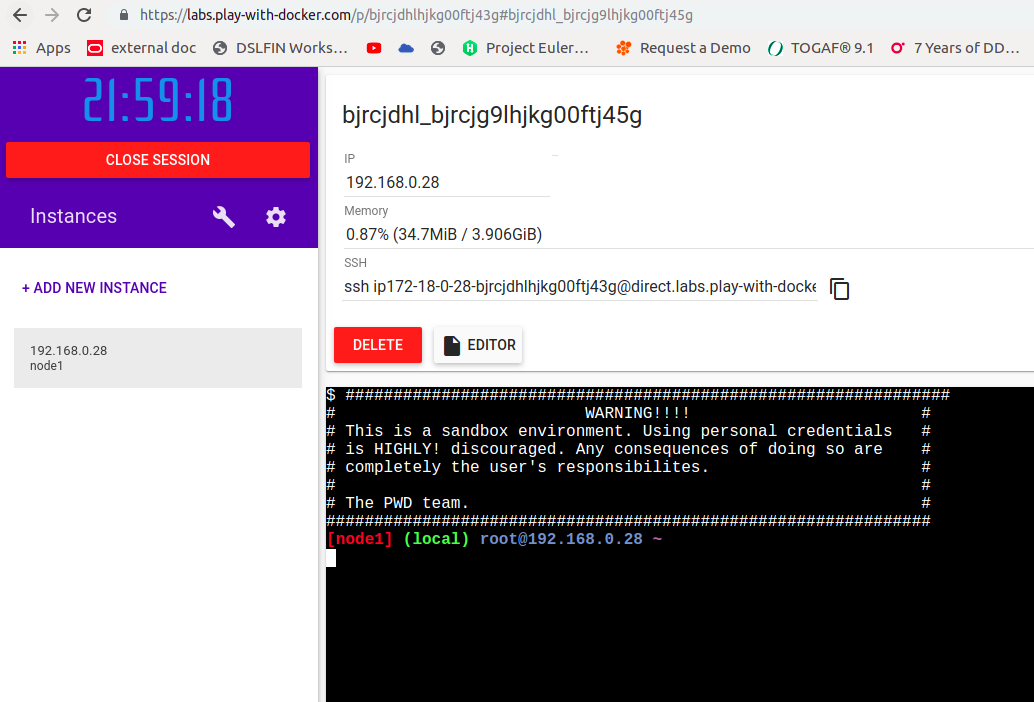 https://labs.play-with-docker.com/p/bjrcjdhlhjkg00ftj43g#bjrcjdhl_bjrcjg9lhjkg00ftj45g
Apps external doc DSLFIN Works... Project Euler... Request a Demo TOGAF® 9.1 7 Years of DD...
21:59:18
CLOSE SESSION
Instances
+ ADD NEW INSTANCE
192.168.0.28
node1
bjrcjdhl_bjrcjg9lhjkg00ftj45g
IP
192.168.0.28
Memory
0.87% (34.7MiB / 3.906GiB)
SSH
ssh ip172-18-0-28-bjrcjdhlhjkg00ftj43g@direct.labs.play-with-docke
DELETE
EDITOR
$ ###############################################################
# WARNING!!!! #
# This is a sandbox environment. Using personal credentials #
# is HIGHLY! discouraged. Any consequences of doing so are #
# completely the user's responsibilites. #
# #
# The PWD team. #
###############################################################
[node1] (local) root@192.168.0.28 ~